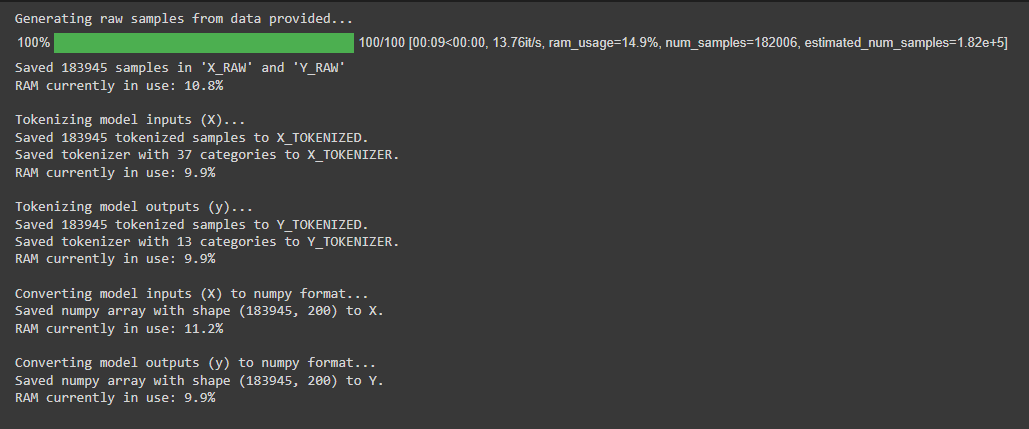 Generating raw samples from data provided...
100% 100/100 [00:09<00:00, 13.76it/s, ram_usage=14.9%, num_samples=182006, estimated_num_samples=1.82e+5]
Saved 183945 samples in 'X_RAW' and 'Y_RAW'
RAM currently in use: 10.8%
Tokenizing model inputs (X)...
Saved 183945 tokenized samples to X_TOKENIZED.
Saved tokenizer with 37 categories to X_TOKENIZER.
RAM currently in use: 9.9%
Tokenizing model outputs (y)...
Saved 183945 tokenized samples to Y_TOKENIZED.
Saved tokenizer with 13 categories to Y_TOKENIZER.
RAM currently in use: 9.9%
Converting model inputs (X) to numpy format...
Saved numpy array with shape (183945, 200) to X.
RAM currently in use: 11.2%
Converting model outputs (y) to numpy format...
Saved numpy array with shape (183945, 200) to Y.
RAM currently in use: 9.9%